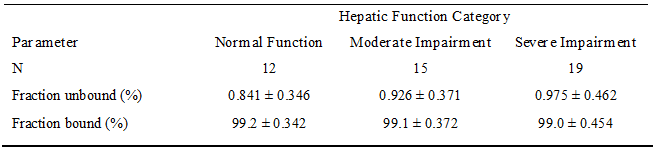 Hepatic Function Category
Parameter Normal Function Moderate Impairment Severe Impairment
N 12 15 19
Fraction unbound (%) 0.841 ± 0.346 0.926 ± 0.371 0.975 ± 0.462
Fraction bound (%) 99.2 ± 0.342 99.1 ± 0.372 99.0 ± 0.454